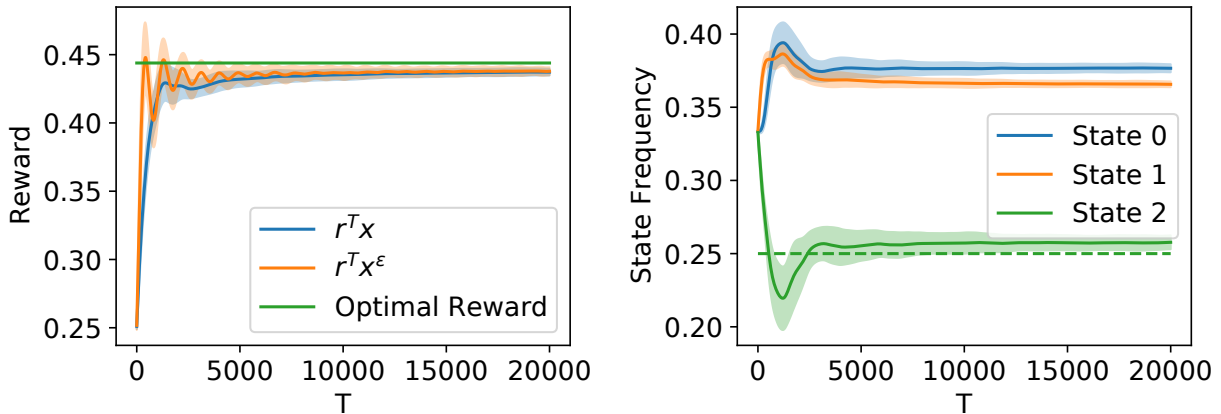 0.45
0.40
0.35
0.30
0.25
Reward
0 5000 10000 15000 20000
T
$r^T x$
$r^T x^\varepsilon$
Optimal Reward
0.40
0.35
0.30
0.25
0.20
State Frequency
0 5000 10000 15000 20000
T
State 0
State 1
State 2